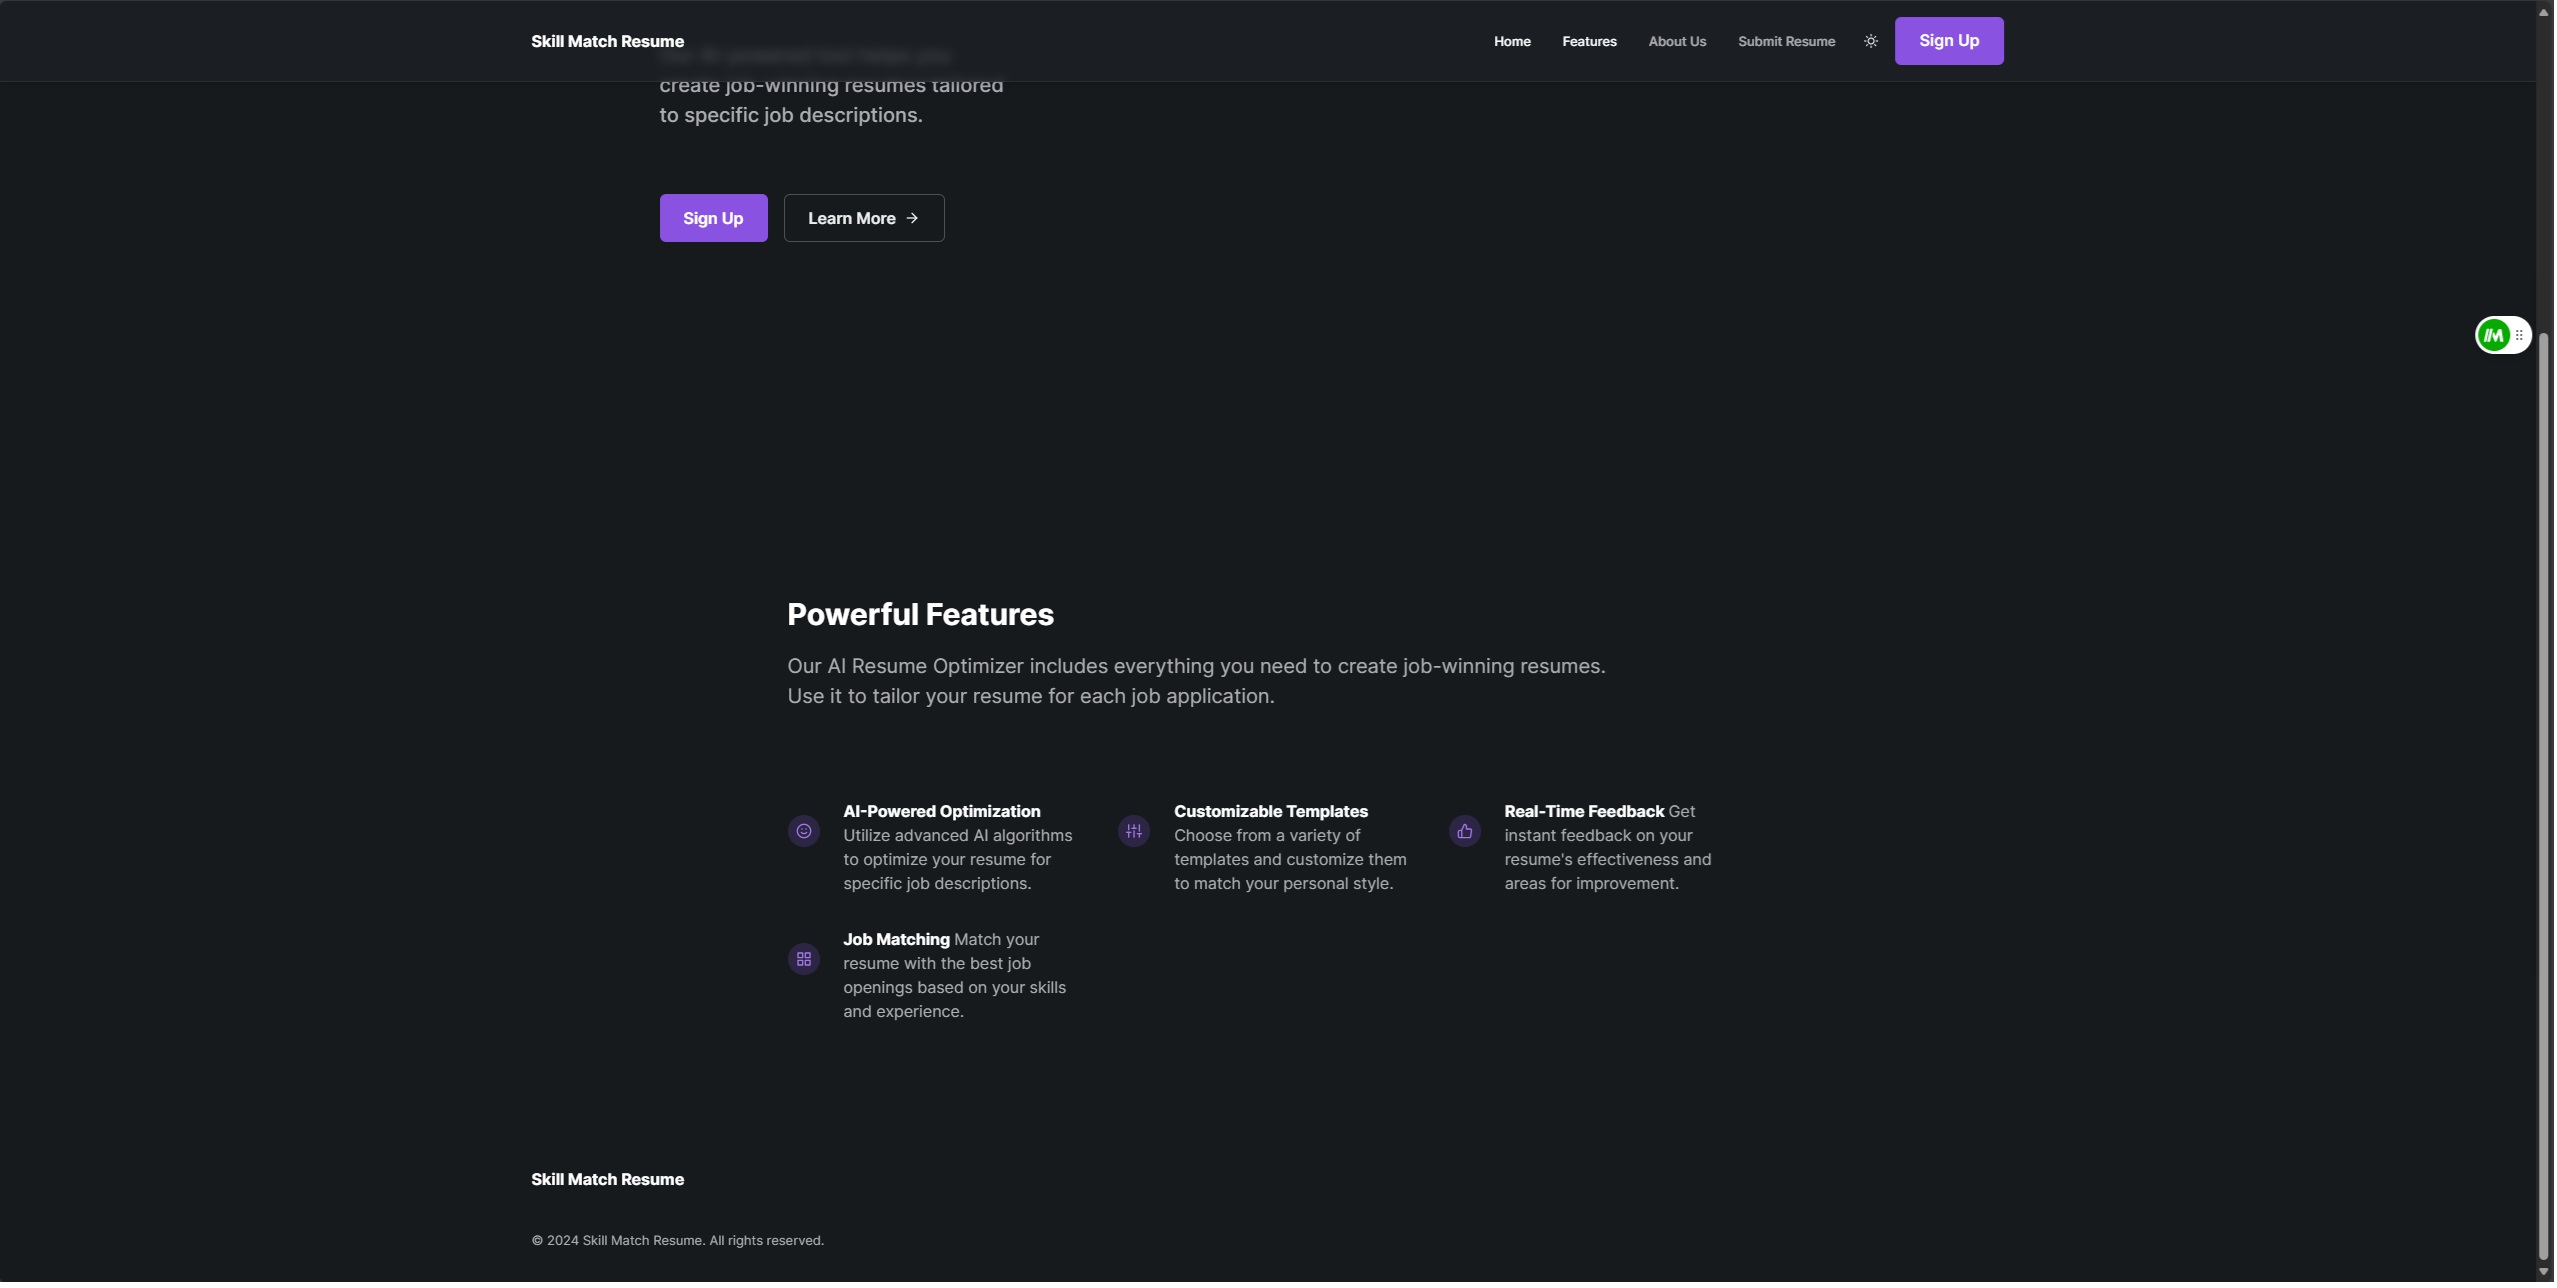 Skill Match Resume
Home
Features
About Us
Submit Resume
Sign Up
create job-winning resumes tailored
to specific job descriptions.
Sign Up
Learn More →
Powerful Features
Our AI Resume Optimizer includes everything you need to create job-winning resumes.
Use it to tailor your resume for each job application.
AI-Powered Optimization
Utilize advanced AI algorithms
to optimize your resume for
specific job descriptions.
Customizable Templates
Choose from a variety of
templates and customize them
to match your personal style.
Real-Time Feedback Get
instant feedback on your
resume's effectiveness and
areas for improvement.
Job Matching Match your
resume with the best job
openings based on your skills
and experience.
Skill Match Resume
© 2024 Skill Match Resume. All rights reserved.